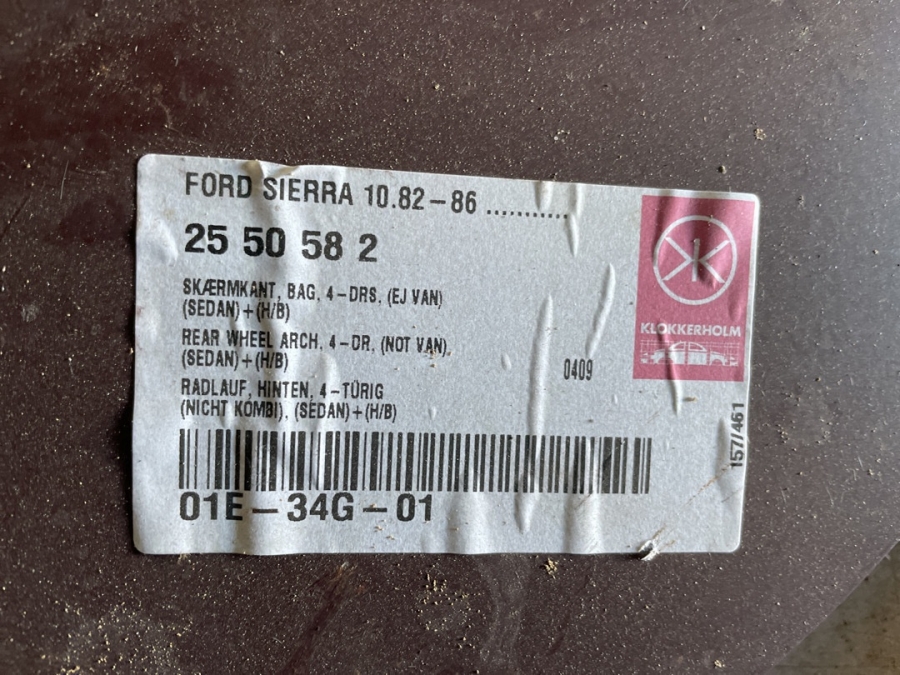 FORD SIERRA 10.82-86 ............
25 50 58 2
SKÆRMKANT, BAG, 4-DRS, (EJ VAN)
(SEDAN)+(H/B)
REAR WHEEL ARCH, 4-DR, (NOT VAN),
(SEDAN)+(H/B)
RADLAUF, HINTEN, 4-TÜRIG
(NICHT KOMBI), (SEDAN)+(H/B)
0409
01E-34G-01
k
KLOKKERHOLM
157/461